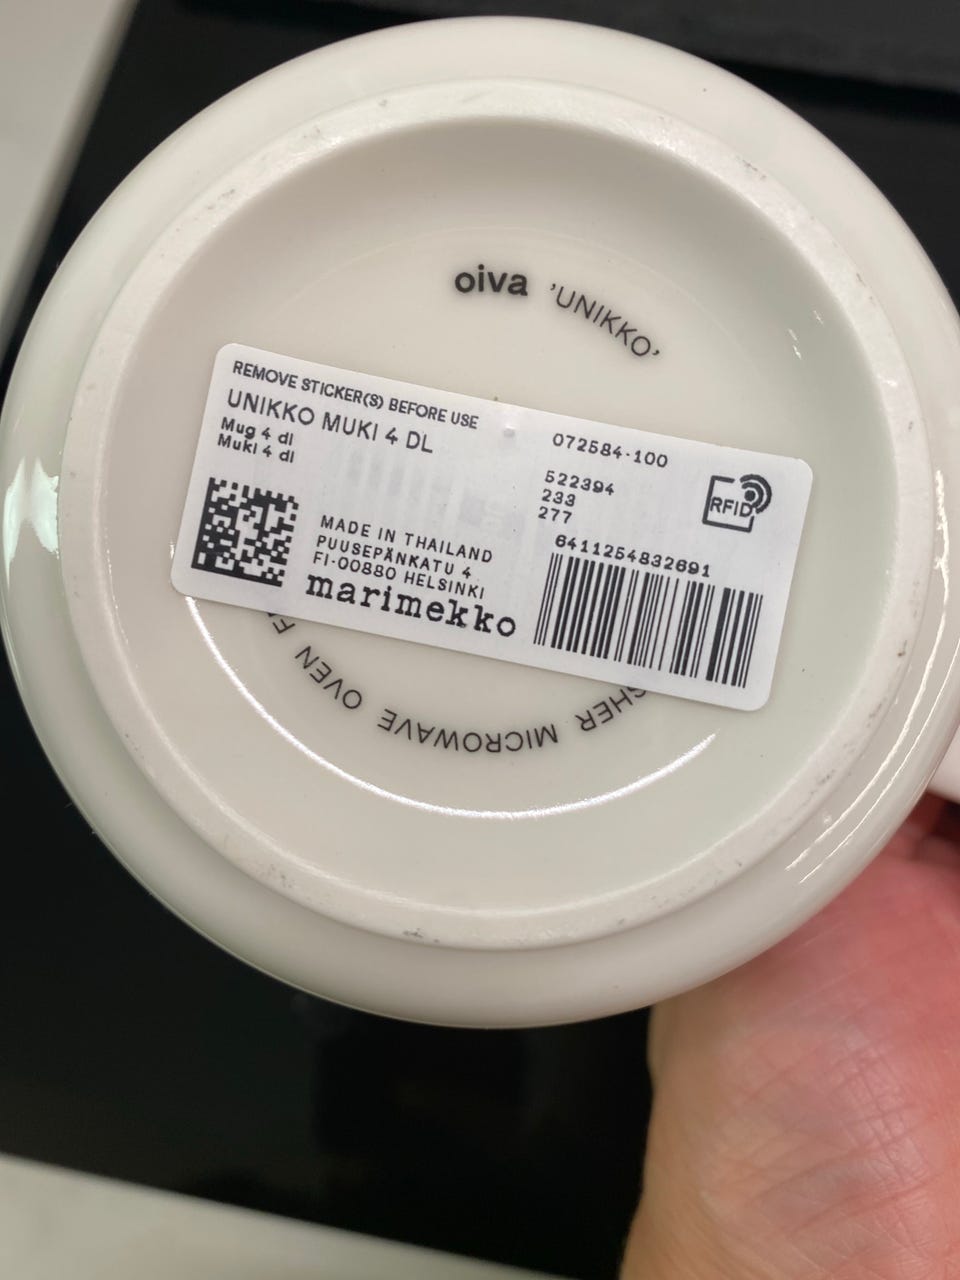 oiva 'UNIKKO'
REMOVE STICKER(S) BEFORE USE
UNIKKO MUKI 4 DL
Mug 4 dl
Muki 4 dl
072584-100
522394
233
277
RFID
6411254832691
MADE IN THAILAND
PUUSEPÄNKATU 4
FI-00880 HELSINKI
marimekko
MICROWAVE OVEN